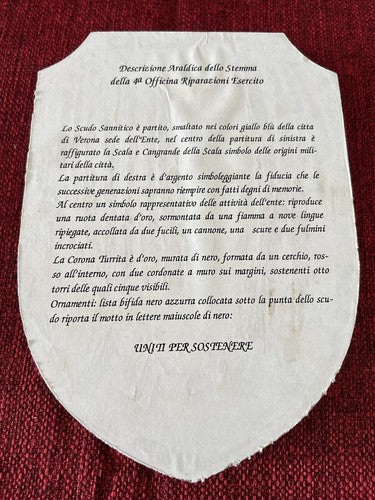 Descrizione Araldica dello Stemma
della 4ª Officina Riparazioni Esercito
Lo Scudo Sannitico è partito, smaltato nei colori giallo blù della citta
di Verona sede dell'Ente, nel centro della partitura di sinistra è
raffigurato la Scala e Cangrande della Scala simbolo delle origini mili-
tari della città,
La partitura di destra è d'argento simboleggiante la fiducia che le
successive generazioni sapranno riempire con fatti degni di memorie.
Al centro un simbolo rappresentativo delle attività dell'ente: riproduce
una ruota dentata d'oro, sormontata da una fiamma a nove lingue
ripiegate, accollata da due fucili, un cannone, una scure e due fulmini
incrociati.
La Corona Turrita è d'oro, murata di nero, formata da un cerchio, ros-
so all'interno, con due cordonate a muro sui margini, sostenenti otto
torri delle quali cinque visibili.
Ornamenti: lista bifida nero azzurra collocata sotto la punta dello scu-
do riporta il motto in lettere maiuscole di nero:
UNITI PER SOSTENERE